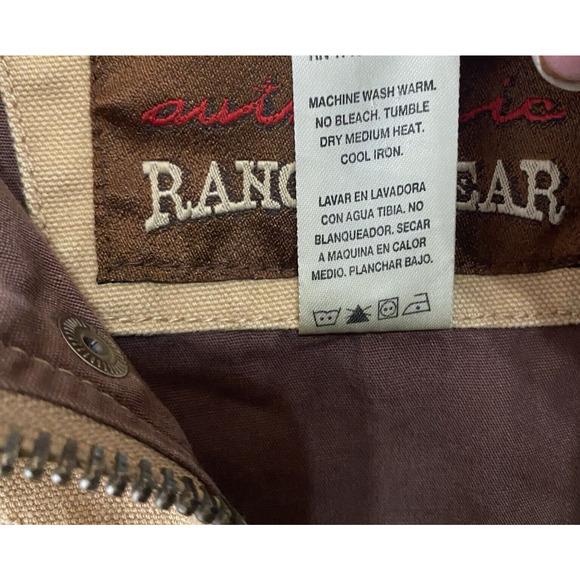 MACHINE WASH WARM.
NO BLEACH. TUMBLE
DRY MEDIUM HEAT.
COOL IRON.
LAVAR EN LAVADORA
CON AGUA TIBIA. NO
BLANQUEADOR. SECAR
A MAQUINA EN CALOR
MEDIO. PLANCHAR BAJO.